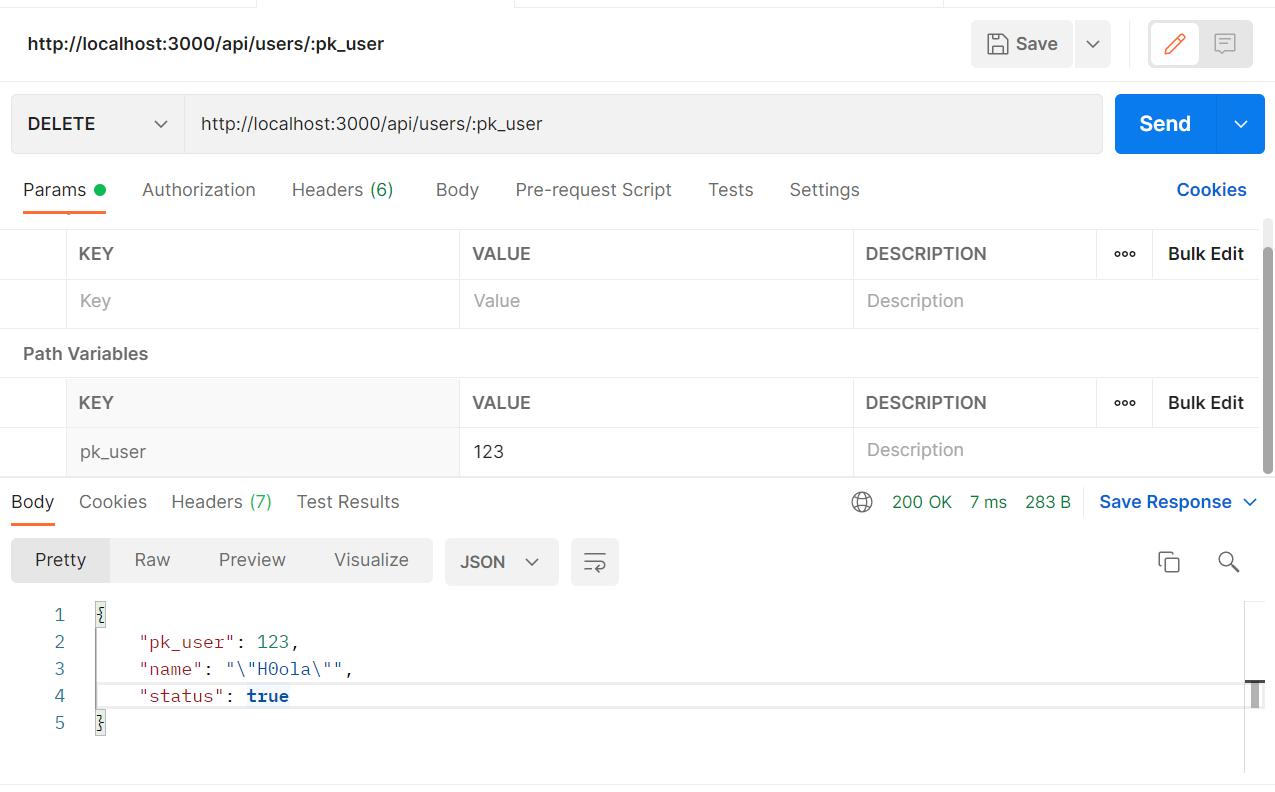 http://localhost:3000/api/users/:pk_user Save
DELETE http://localhost:3000/api/users/:pk_user Send
Params Authorization Headers (6) Body Pre-request Script Tests Settings Cookies
KEY VALUE DESCRIPTION ooo Bulk Edit
Key Value Description
Path Variables
KEY VALUE DESCRIPTION ooo Bulk Edit
pk_user 123 Description
Body Cookies Headers (7) Test Results 200 OK 7 ms 283 B Save Response
Pretty Raw Preview Visualize JSON
1 {
2 "pk_user": 123,
3 "name": "\"H0ola\"",
4 "status": true
5 }